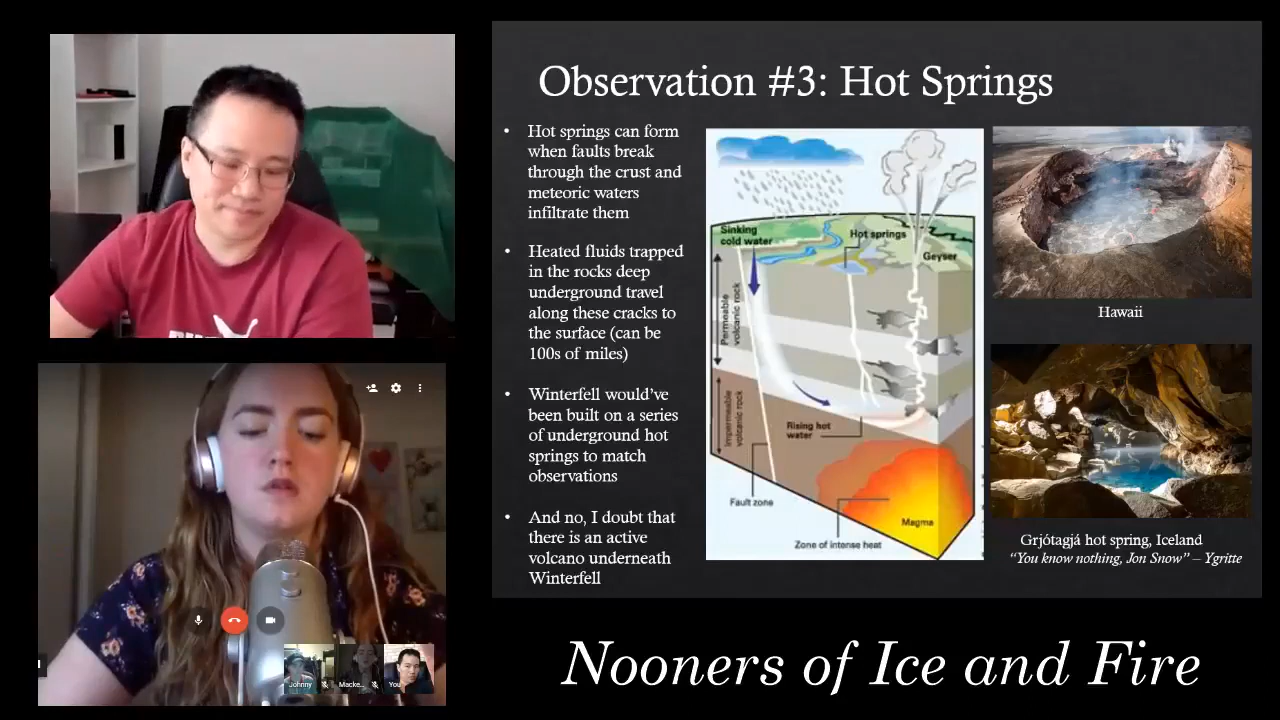 Observation #3: Hot Springs
• Hot springs can form
when faults break
through the crust and
meteoric waters
infiltrate them
• Heated fluids trapped
in the rocks deep
underground travel
along these cracks to
the surface (can be
100s of miles)
• Winterfell would've
been built on a series
of underground hot
springs to match
observations
• And no, I doubt that
there is an active
volcano underneath
Winterfell
Sinking
cold water
Hot springs
Geyser
Permeable
volcanic rock
Impermeable
volcanic rock
Rising hot
water
Fault zone
Magma
Zone of intense heat
Hawaii
Grjótagjá hot spring, Iceland
“You know nothing, Jon Snow” – Ygritte
Johnny
Macke...
You
Nooners of Ice and Fire